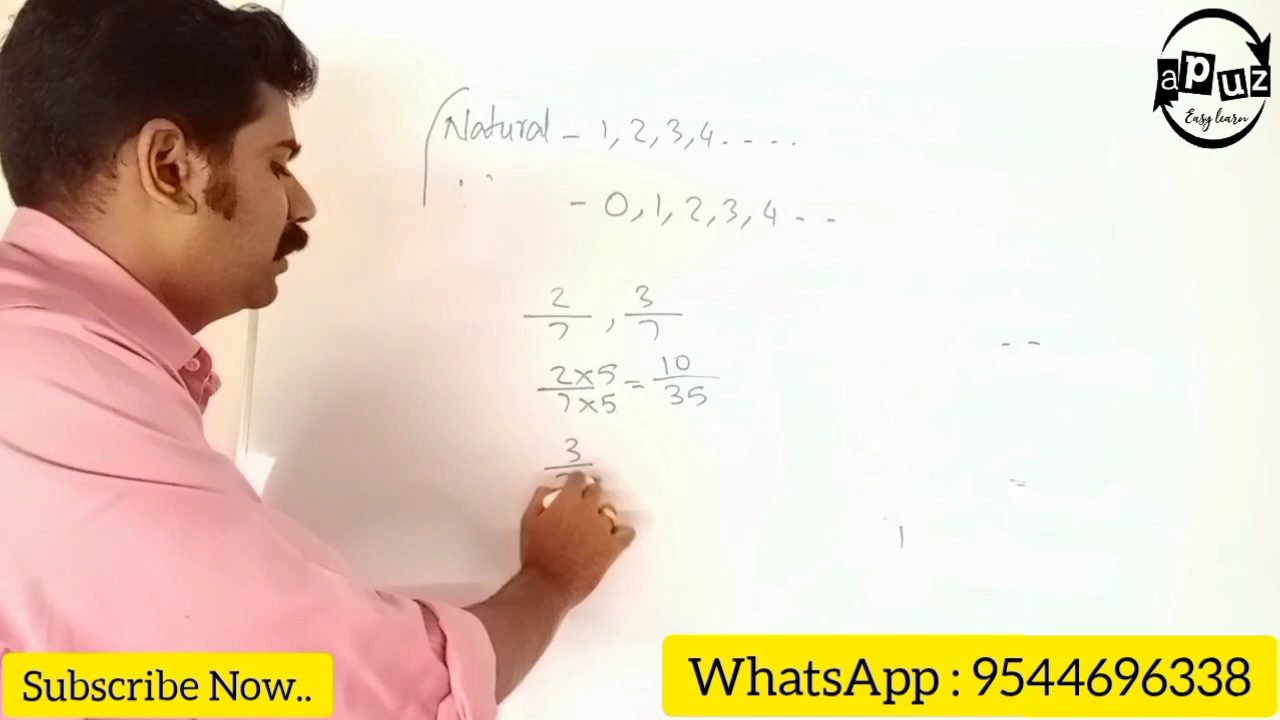 apuz
Easy learn
Natural - 1, 2, 3, 4 - - - -
- 0, 1, 2, 3, 4 - -
2/7 , 3/7
2×5/7×5 = 10/35
3
Subscribe Now..
WhatsApp : 9544696338